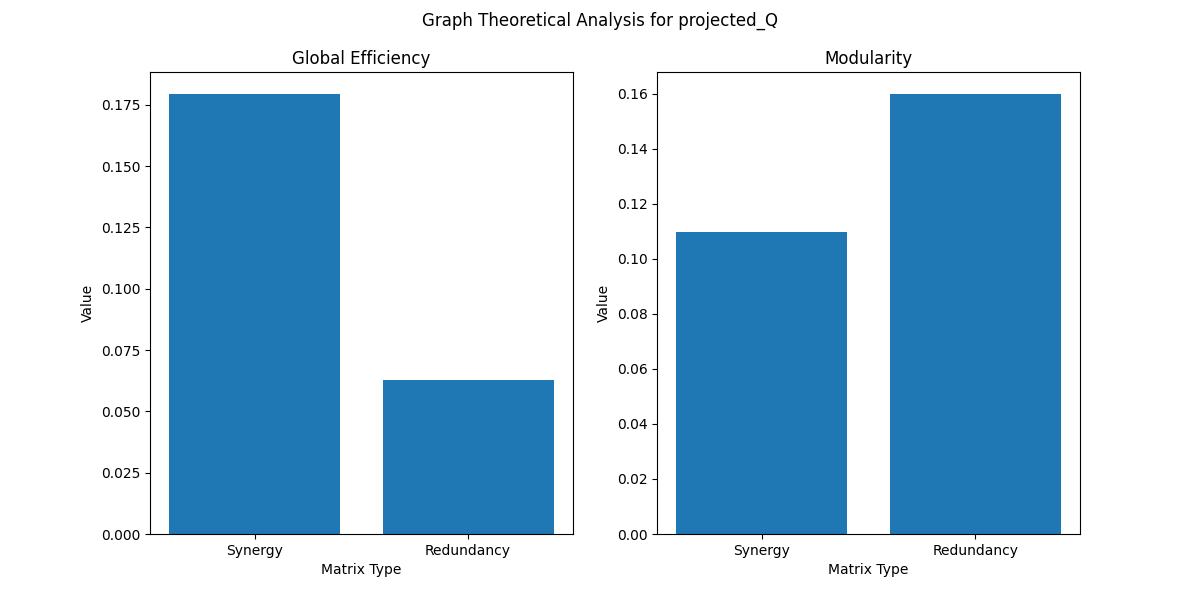 Graph Theoretical Analysis for projected_Q
Global Efficiency
0.175
0.150
0.125
0.100
0.075
0.050
0.025
0.000
Value
Synergy
Redundancy
Matrix Type
Modularity
0.16
0.14
0.12
0.10
0.08
0.06
0.04
0.02
0.00
Value
Synergy
Redundancy
Matrix Type